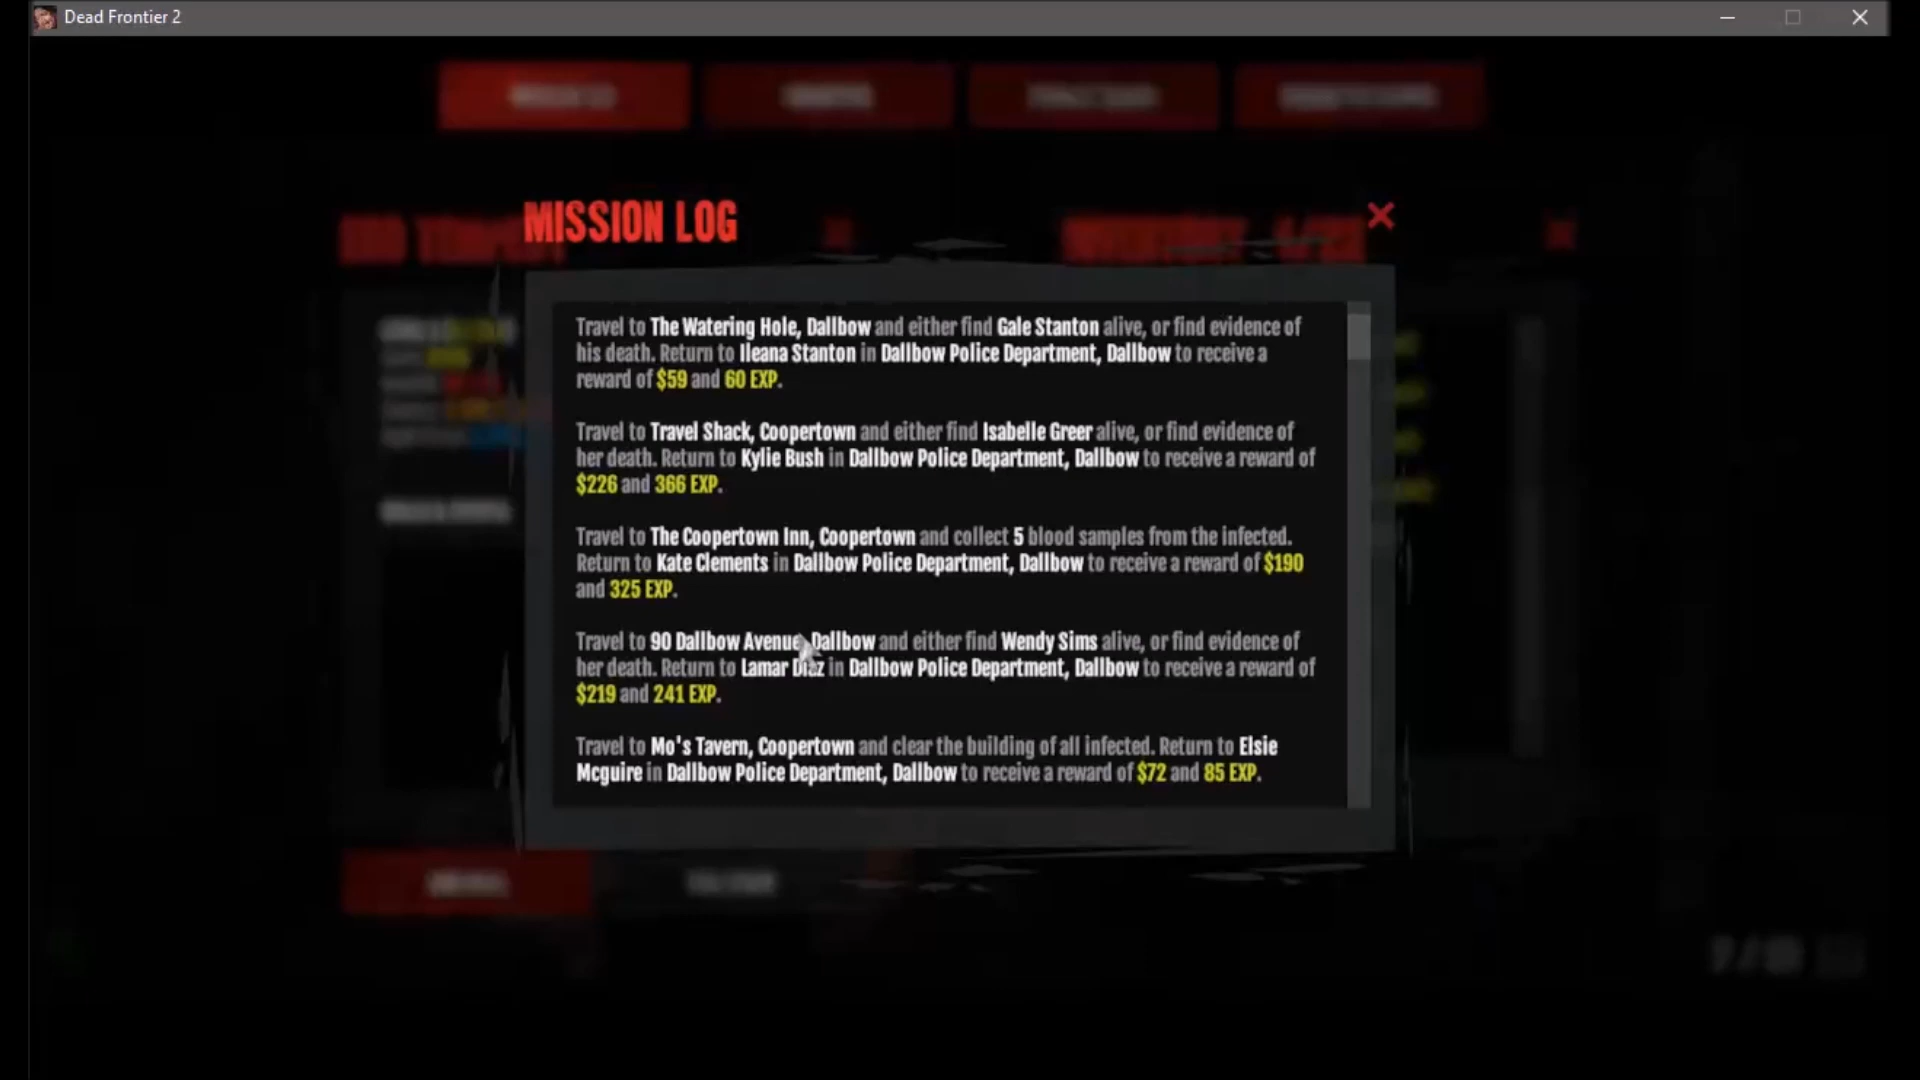 Dead Frontier 2
MISSION LOG
Travel to The Watering Hole, Dallbow and either find Gale Stanton alive, or find evidence of
his death. Return to Ileana Stanton in Dallbow Police Department, Dallbow to receive a
reward of $59 and 60 EXP.
Travel to Travel Shack, Coopertown and either find Isabelle Greer alive, or find evidence of
her death. Return to Kylie Bush in Dallbow Police Department, Dallbow to receive a reward of
$226 and 366 EXP.
Travel to The Coopertown Inn, Coopertown and collect 5 blood samples from the infected.
Return to Kate Clements in Dallbow Police Department, Dallbow to receive a reward of $190
and 325 EXP.
Travel to 90 Dallbow Avenue, Dallbow and either find Wendy Sims alive, or find evidence of
her death. Return to Lamar Diaz in Dallbow Police Department, Dallbow to receive a reward of
$219 and 241 EXP.
Travel to Mo's Tavern, Coopertown and clear the building of all infected. Return to Elsie
Mcguire in Dallbow Police Department, Dallbow to receive a reward of $72 and 85 EXP.